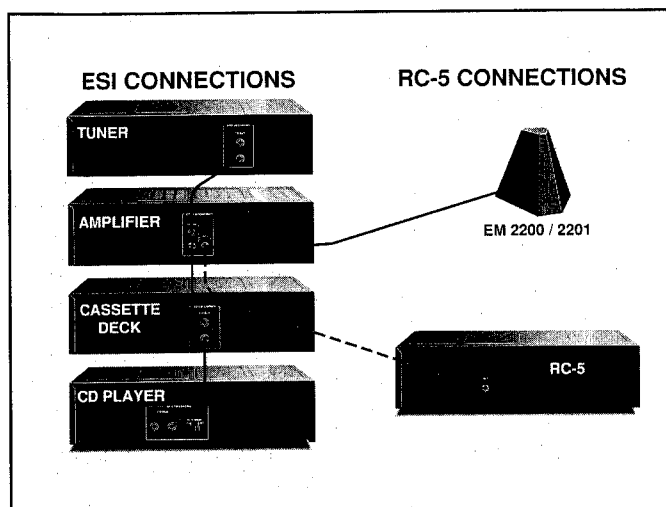 ESI CONNECTIONS
RC-5 CONNECTIONS
TUNER
AMPLIFIER
EM 2200 / 2201
CASSETTE
DECK
RC-5
CD PLAYER